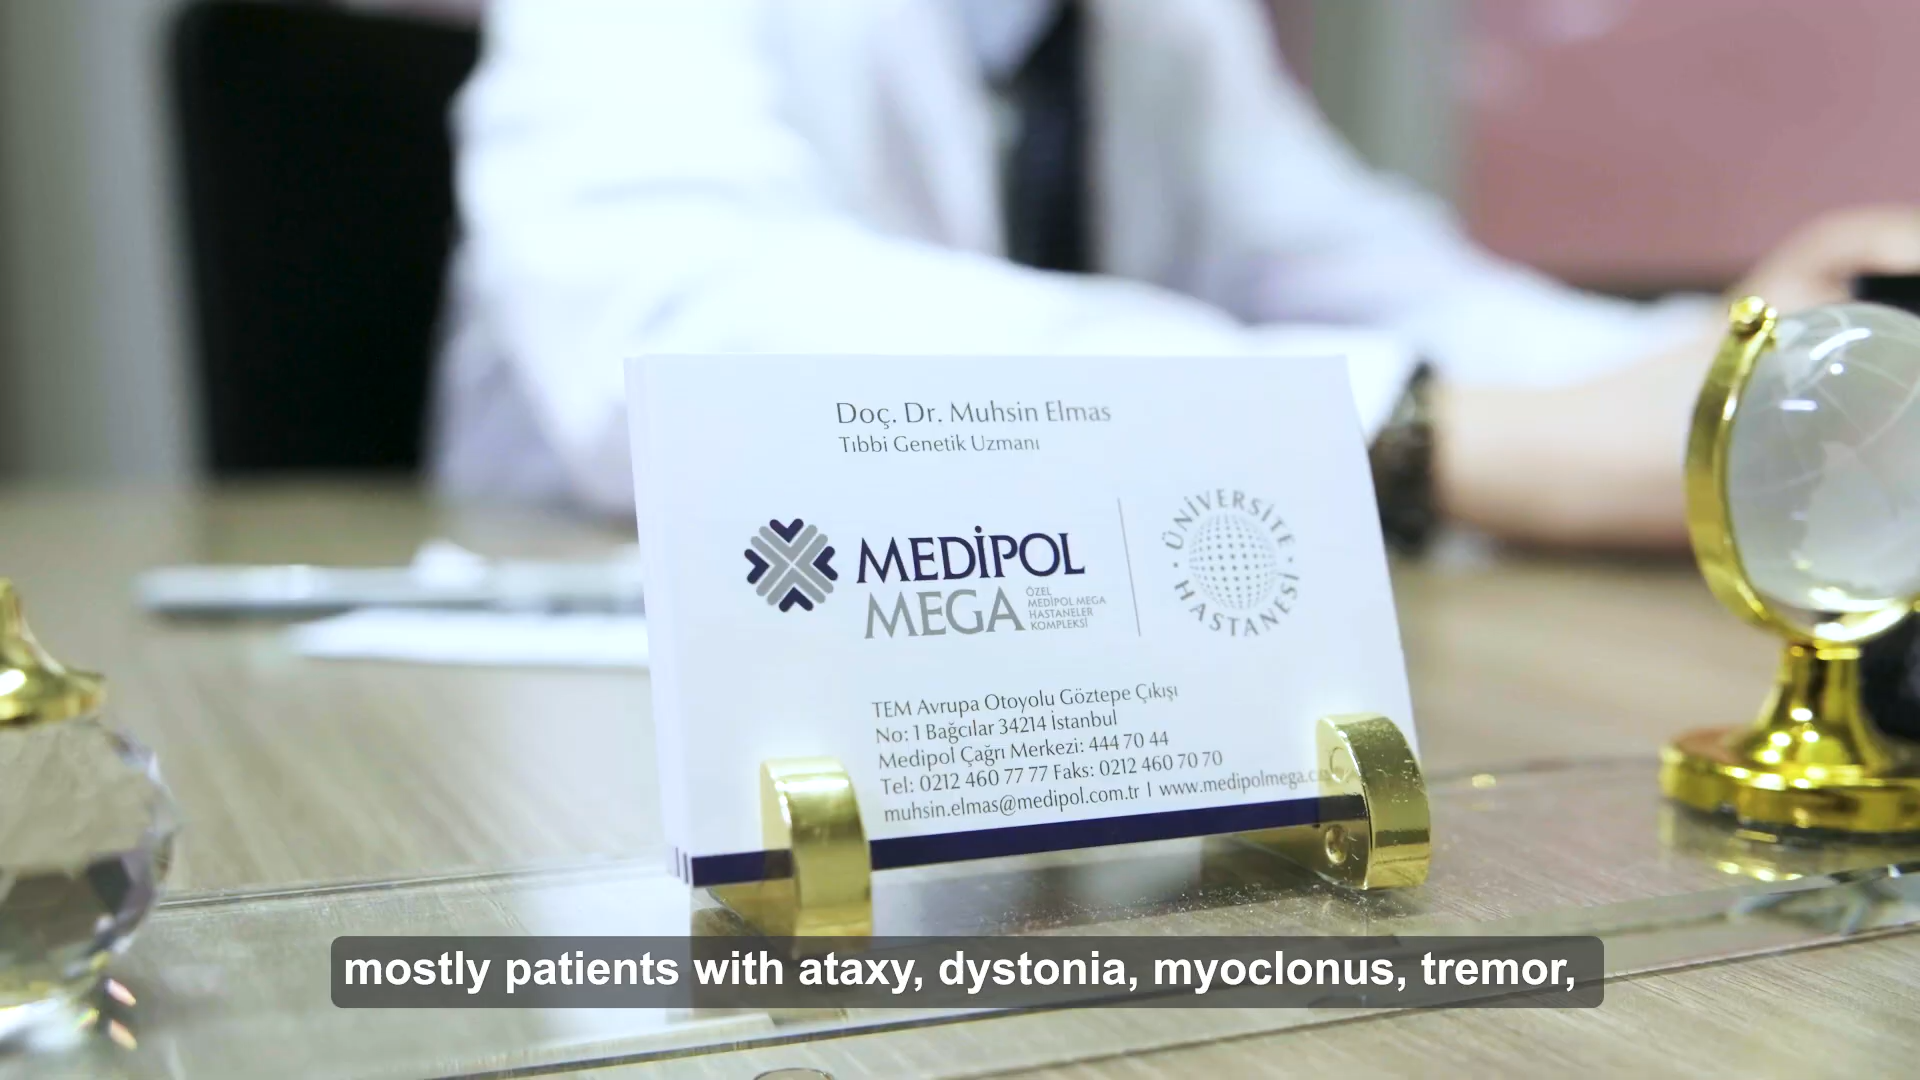 Doç. Dr. Muhsin Elmas
Tıbbi Genetik Uzmanı
MEDİPOL
MEGA
ÖZEL
MEDİPOL MEGA
HASTANELER
KOMPLEKSİ
ÜNİVERSİTE
HASTANESİ
TEM Avrupa Otoyolu Göztepe Çıkışı
No: 1 Bağcılar 34214 İstanbul
Medipol Çağrı Merkezi: 444 70 44
Tel: 0212 460 77 77 Faks: 0212 460 70 70
muhsin.elmas@medipol.com.tr | www.medipolmega.c
mostly patients with ataxy, dystonia, myoclonus, tremor,